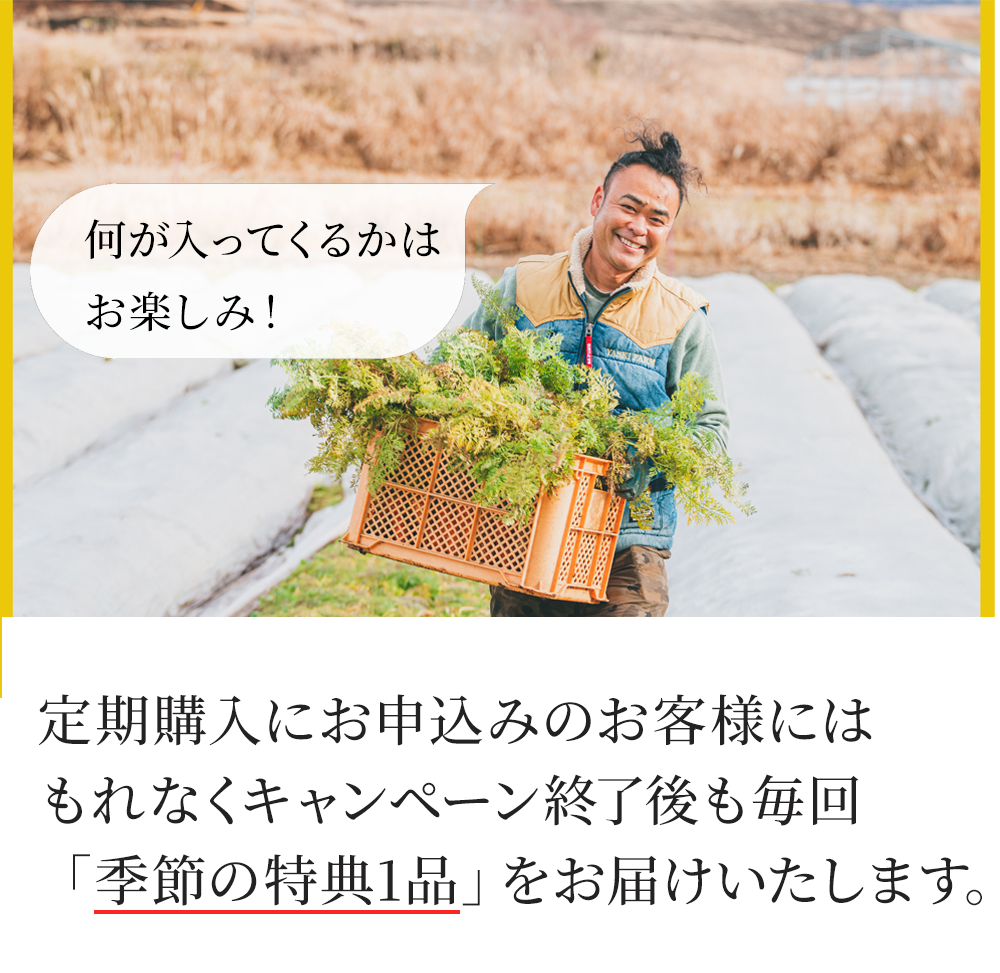 何が入ってくるかは
お楽しみ！
YASKI FARM
定期購入にお申込みのお客様には
もれなくキャンペーン終了後も毎回
「季節の特典1品」をお届けいたします。